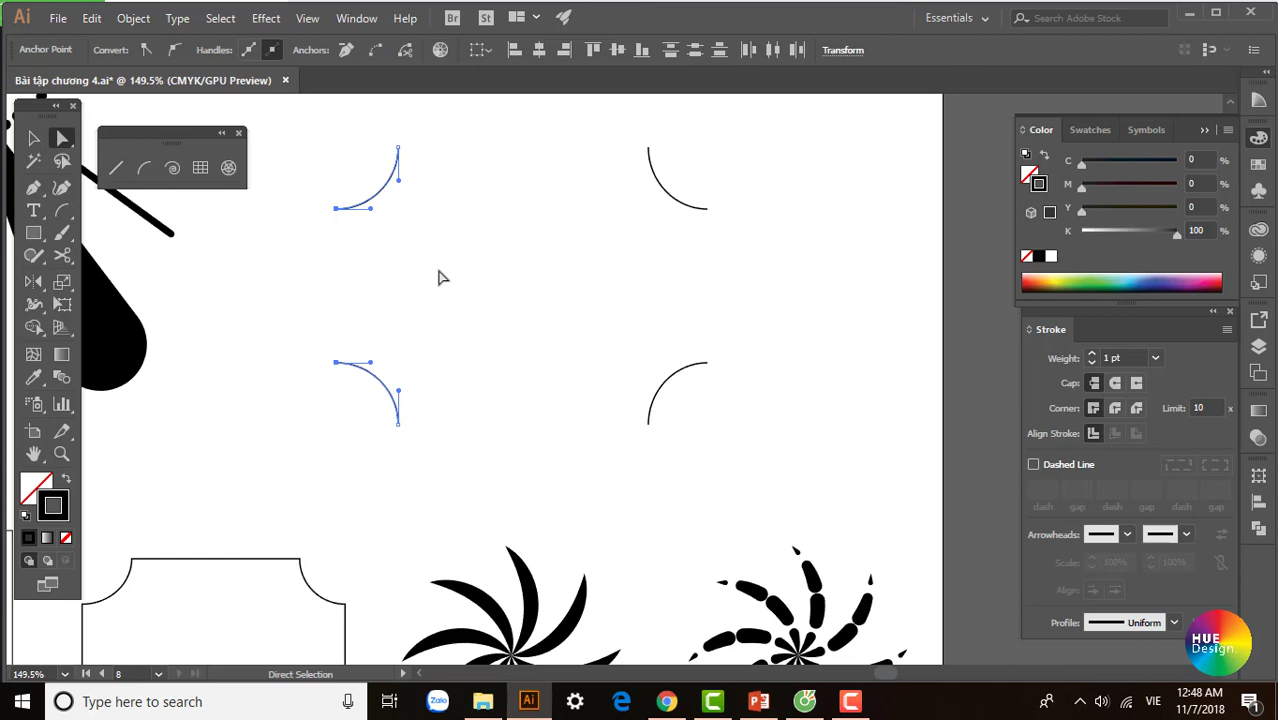 Ai File Edit Object Type Select Effect View Window Help Br St Essentials Search Adobe Stock
Anchor Point Convert: Handles: Anchors: Transform
Bài tập chương 4.ai* @ 149.5% (CMYK/GPU Preview)
Color Swatches Symbols
C 0 %
M 0 %
Y 0 %
K 100 %
Stroke
Weight: 1 pt
Cap:
Corner: Limit: 10 x
Align Stroke:
Dashed Line
dash gap dash gap dash gap
Arrowheads:
Scale: 100% 100%
Align:
Profile: Uniform
HUE
Design.
149.5% 8 Direct Selection
Type here to search Zalo Ai VIE 12:48 AM
11/7/2018 1